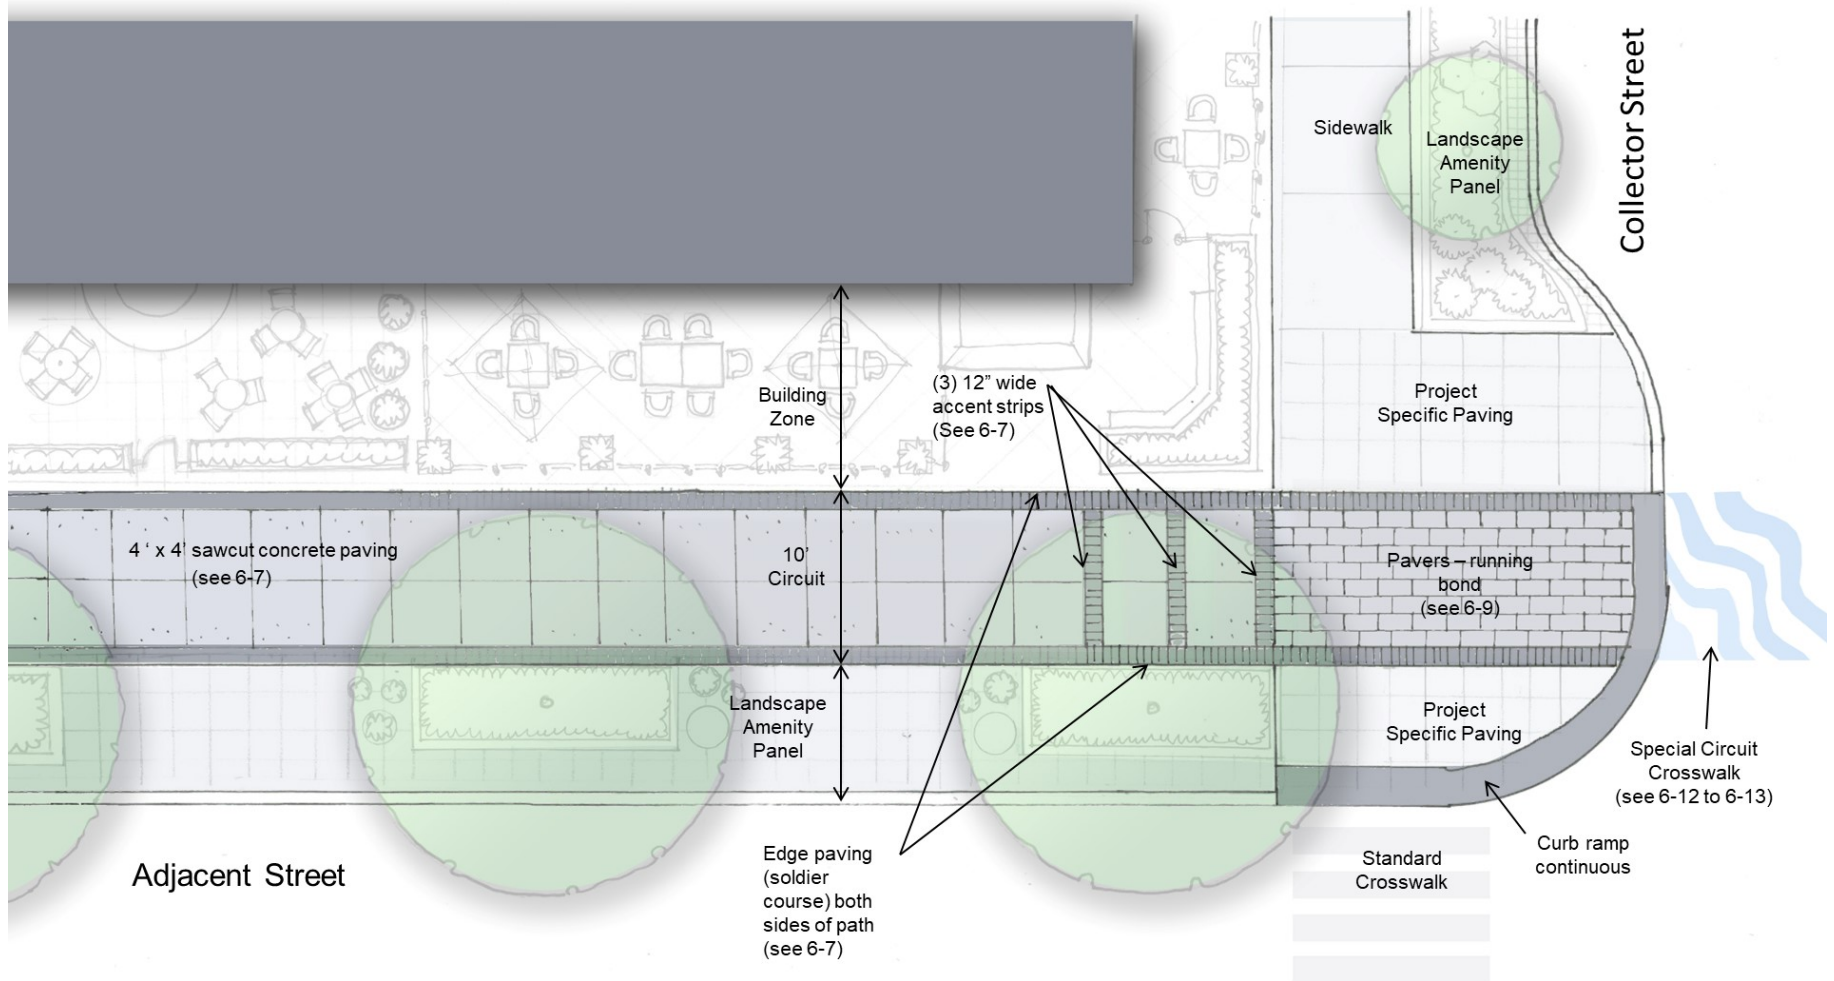 Collector Street
Sidewalk
Landscape
Amenity
Panel
Building
Zone
(3) 12” wide
accent strips
(See 6-7)
Project
Specific Paving
4 ‘ x 4’ sawcut concrete paving
(see 6-7)
10’
Circuit
Pavers – running
bond
(see 6-9)
Landscape
Amenity
Panel
Project
Specific Paving
Special Circuit
Crosswalk
(see 6-12 to 6-13)
Adjacent Street
Edge paving
(soldier
course) both
sides of path
(see 6-7)
Standard
Crosswalk
Curb ramp
continuous